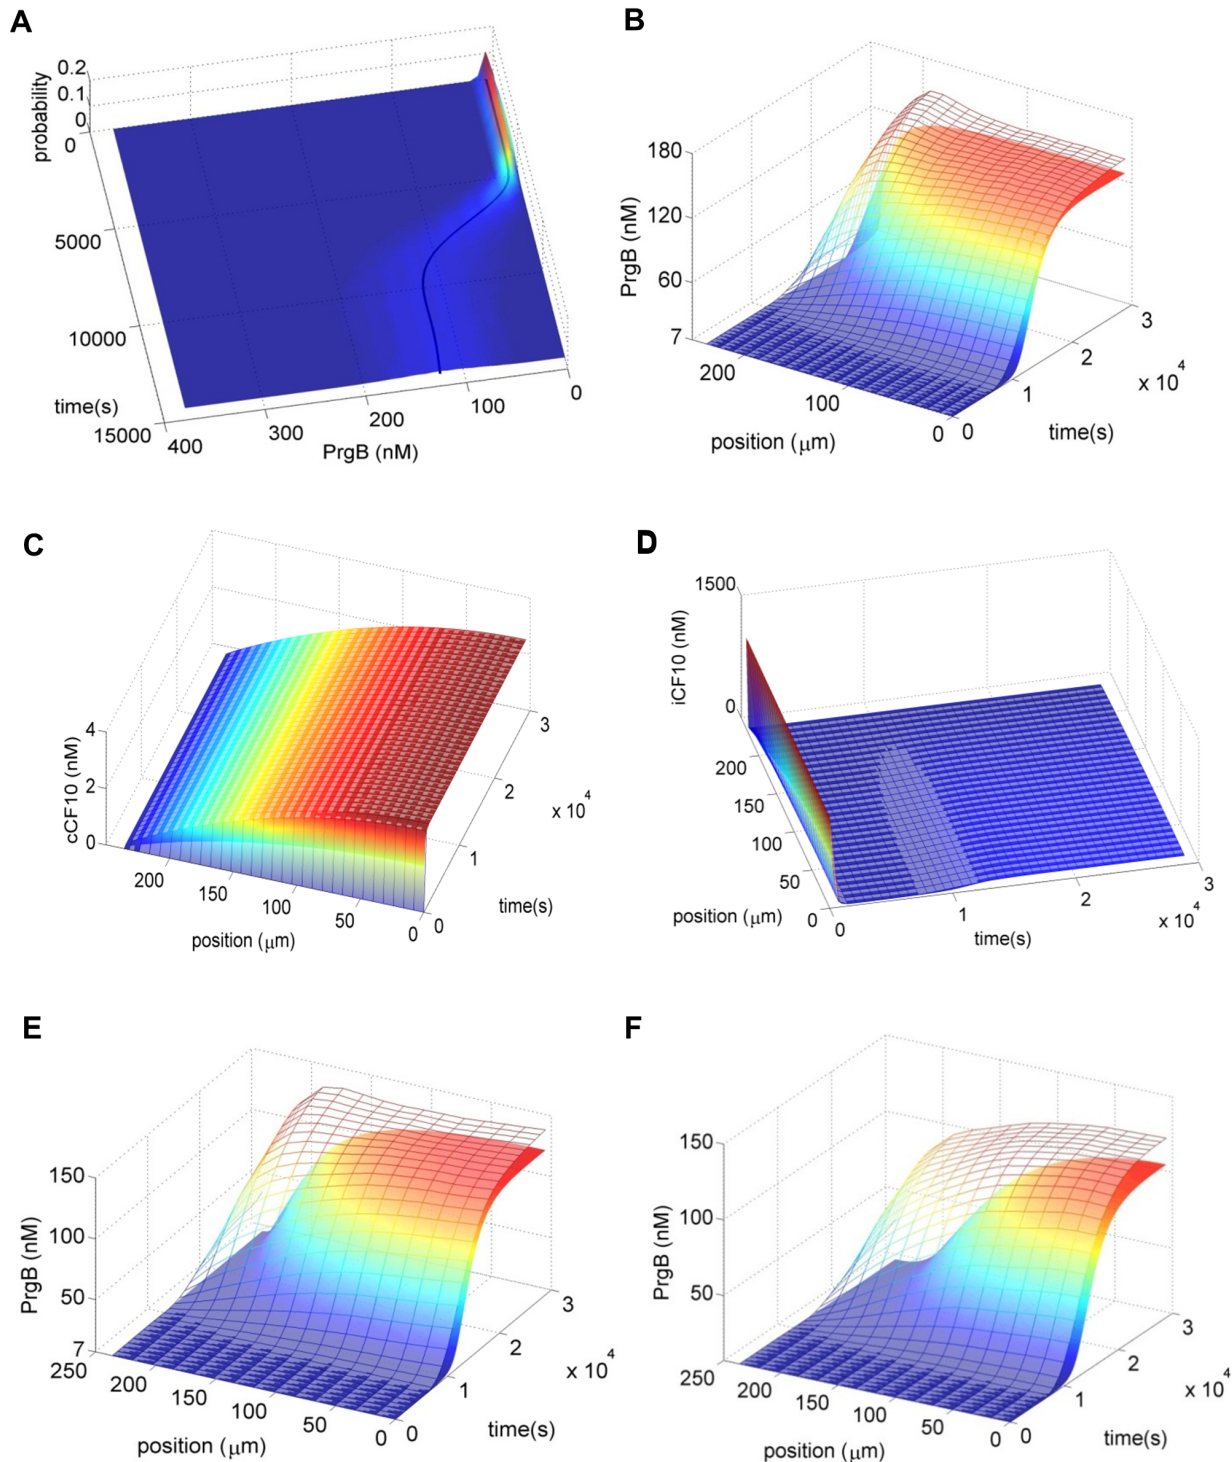 A
probability
0.2
0.1
0
0
5000
10000
15000
time(s)
400
300
200
100
0
PrgB (nM)
B
PrgB (nM)
180
120
60
7
200
100
0
position (μm)
0
1
2
3
x 10^4
time(s)
C
cCF10 (nM)
4
2
0
200
150
100
50
0
position (μm)
0
1
2
3
x 10^4
time(s)
D
iCF10 (nM)
1500
0
200
150
100
50
0
position (μm)
0
1
2
3
x 10^4
time(s)
E
PrgB (nM)
150
100
50
7
250
200
150
100
50
0
position (μm)
0
1
2
3
x 10^4
time(s)
F
PrgB (nM)
150
100
50
250
200
150
100
50
0
position (μm)
0
1
2
3
x 10^4
time(s)